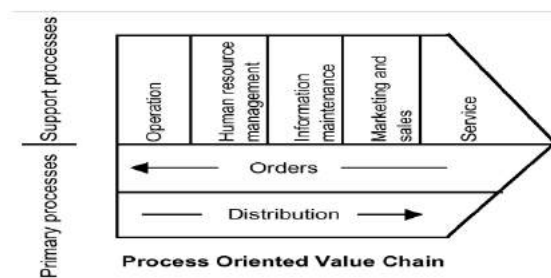 Support processes
Operation
Human resource
management
Information
maintenance
Marketing and
sales
Service
Primary processes
Orders
Distribution
Process Oriented Value Chain